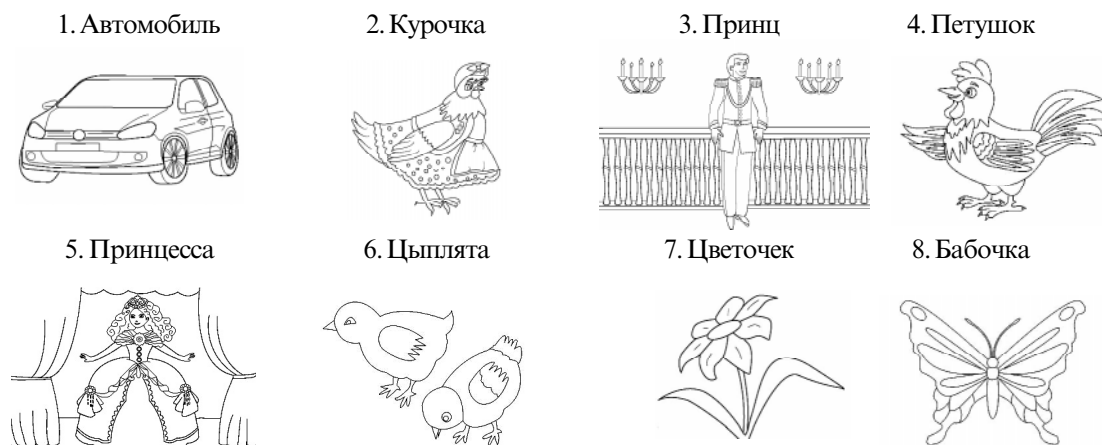 1. Автомобиль
2. Курочка
3. Принц
4. Петушок
5. Принцесса
6. Цыплята
7. Цветочек
8. Бабочка